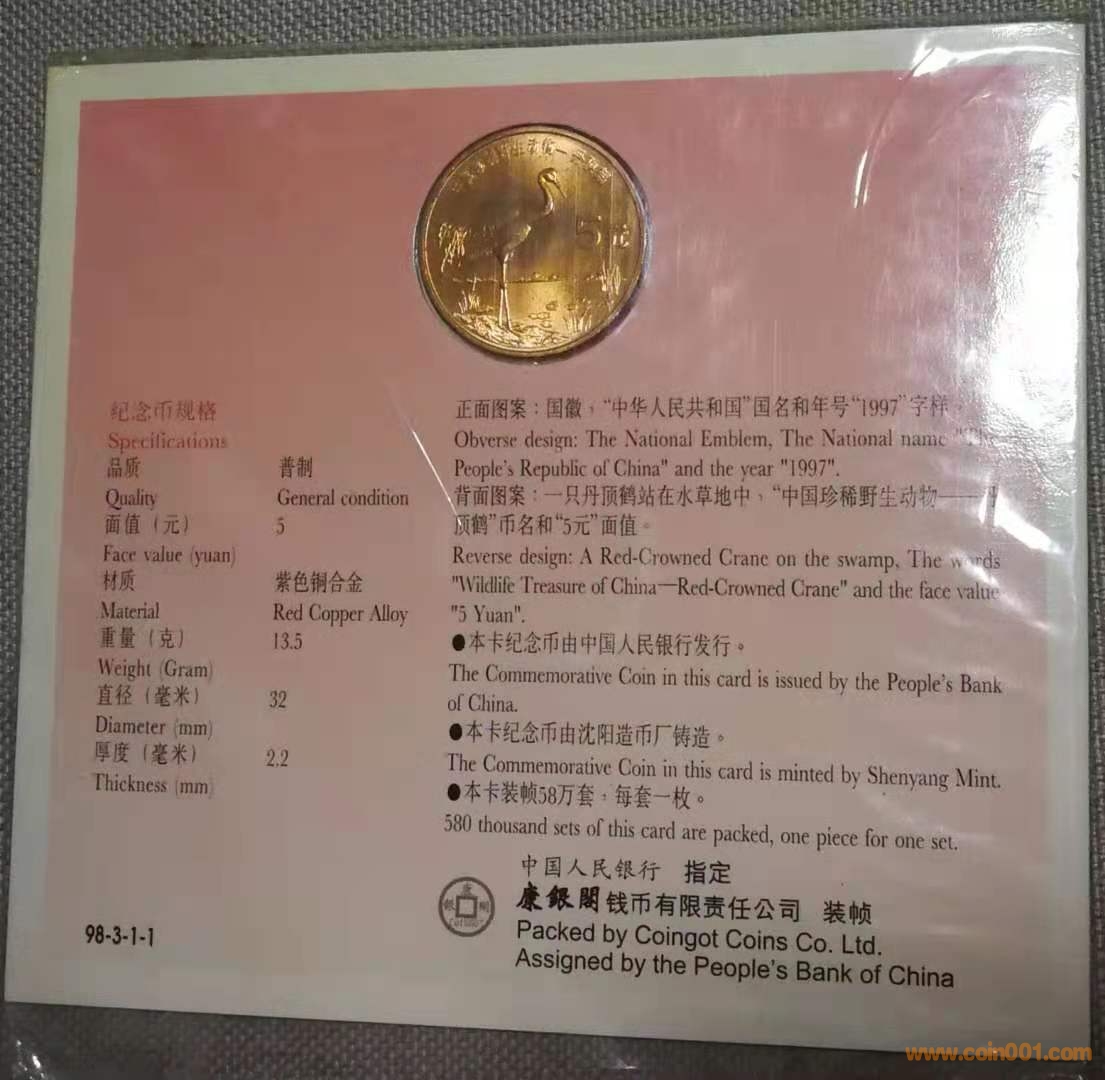 5元
纪念币规格
Specifications
品质 普制
Quality General condition
面值（元） 5
Face value (yuan)
材质 紫色铜合金
Material Red Copper Alloy
重量（克） 13.5
Weight (Gram)
直径（毫米） 32
Diameter (mm)
厚度（毫米） 2.2
Thickness (mm)
98-3-1-1
正面图案：国徽，“中华人民共和国”国名和年号“1997”字样。
Obverse design: The National Emblem, The National name "The
People's Republic of China" and the year "1997".
背面图案：一只丹顶鹤站在水草地中，“中国珍稀野生动物——丹
顶鹤”币名和“5元”面值。
Reverse design: A Red-Crowned Crane on the swamp, The words
"Wildlife Treasure of China—Red-Crowned Crane" and the face value
"5 Yuan".
●本卡纪念币由中国人民银行发行。
The Commemorative Coin in this card is issued by the People's Bank
of China.
●本卡纪念币由沈阳造币厂铸造。
The Commemorative Coin in this card is minted by Shenyang Mint.
●本卡装帧58万套，每套一枚。
580 thousand sets of this card are packed, one piece for one set.
中国人民银行 指定
康銀閣 钱币有限责任公司 装帧
Packed by Coingot Coins Co. Ltd.
Assigned by the People's Bank of China
www.coin001.com